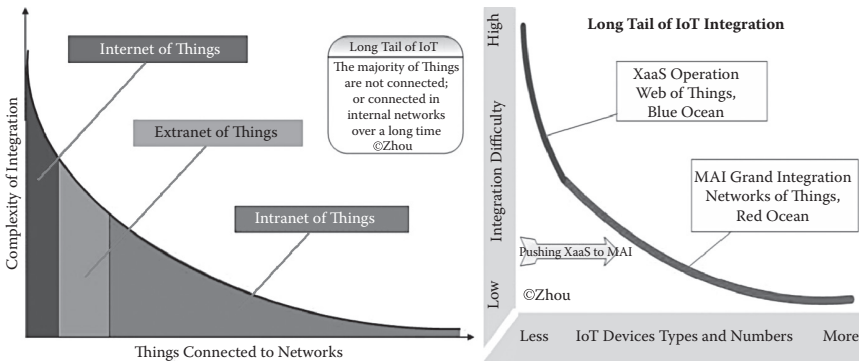 Internet of Things
Extranet of Things
Intranet of Things
Long Tail of IoT
The majority of Things
are not connected;
or connected in
internal networks
over a long time
©Zhou
Complexity of Integration
Things Connected to Networks
Long Tail of IoT Integration
High
Integration Difficulty
Low
XaaS Operation
Web of Things,
Blue Ocean
MAI Grand Integration
Networks of Things,
Red Ocean
Pushing XaaS to MAI
©Zhou
Less IoT Devices Types and Numbers More